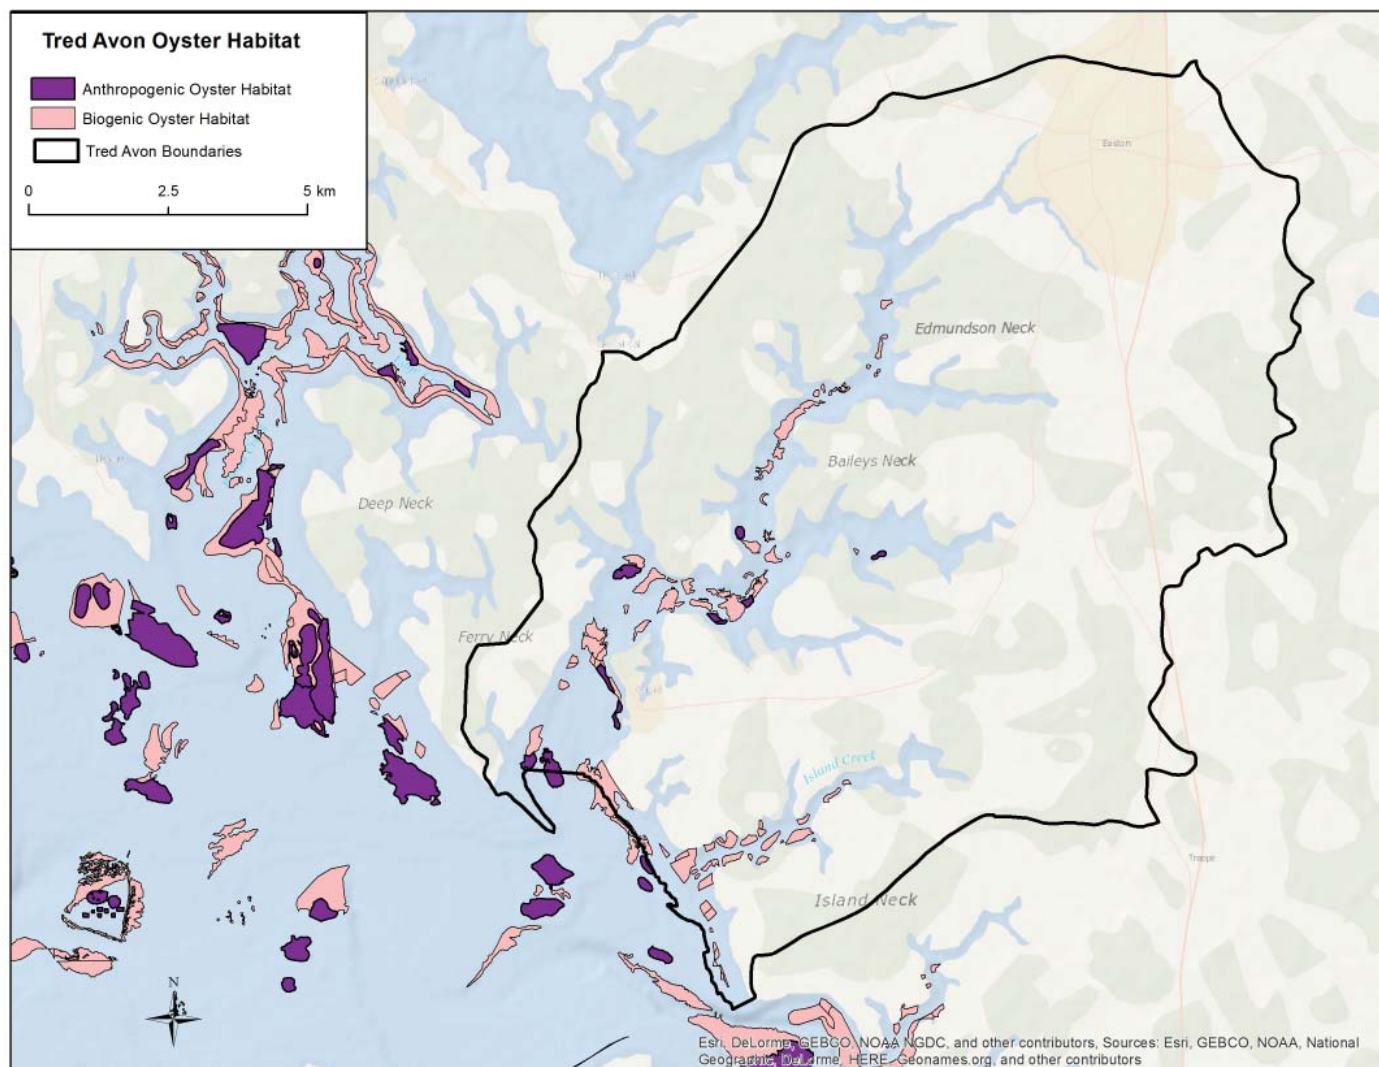 Tred Avon Oyster Habitat
Anthropogenic Oyster Habitat
Biogenic Oyster Habitat
Tred Avon Boundaries
0 2.5 5 km
Easton
Edmundson Neck
Baileys Neck
Deep Neck
Ferry Neck
Island Creek
Trappe
Island Neck
N
Esri, DeLorme, GEBCO, NOAA NGDC, and other contributors, Sources: Esri, GEBCO, NOAA, National
Geographic, DeLorme, HERE, Geonames.org, and other contributors